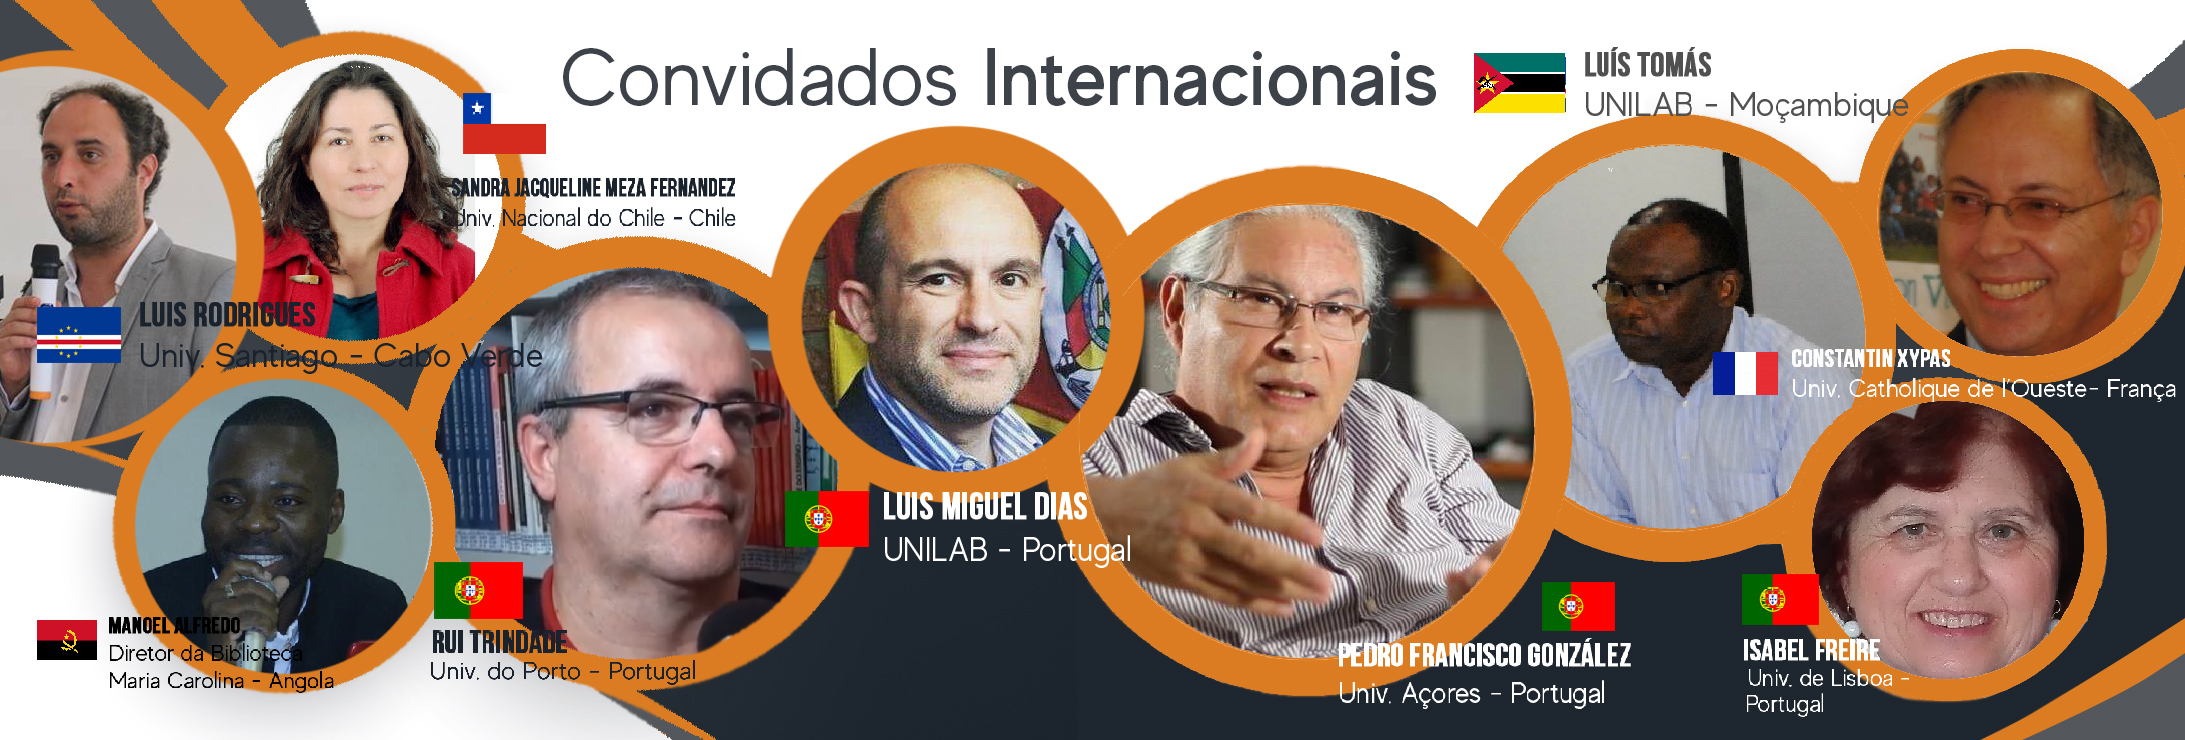 Convidados Internacionais
LUÍS TOMÁS
UNILAB - Moçambique
SANDRA JACQUELINE MEZA FERNANDEZ
Univ. Nacional do Chile - Chile
LUIS RODRIGUES
Univ. Santiago - Cabo Verde
CONSTANTIN XYPAS
Univ. Catholique de l'Oueste- França
LUIS MIGUEL DIAS
UNILAB - Portugal
MANOEL ALFREDO
Diretor da Biblioteca
Maria Carolina - Angola
RUI TRINDADE
Univ. do Porto - Portugal
PEDRO FRANCISCO GONZÁLEZ
Univ. Açores - Portugal
ISABEL FREIRE
Univ. de Lisboa -
Portugal